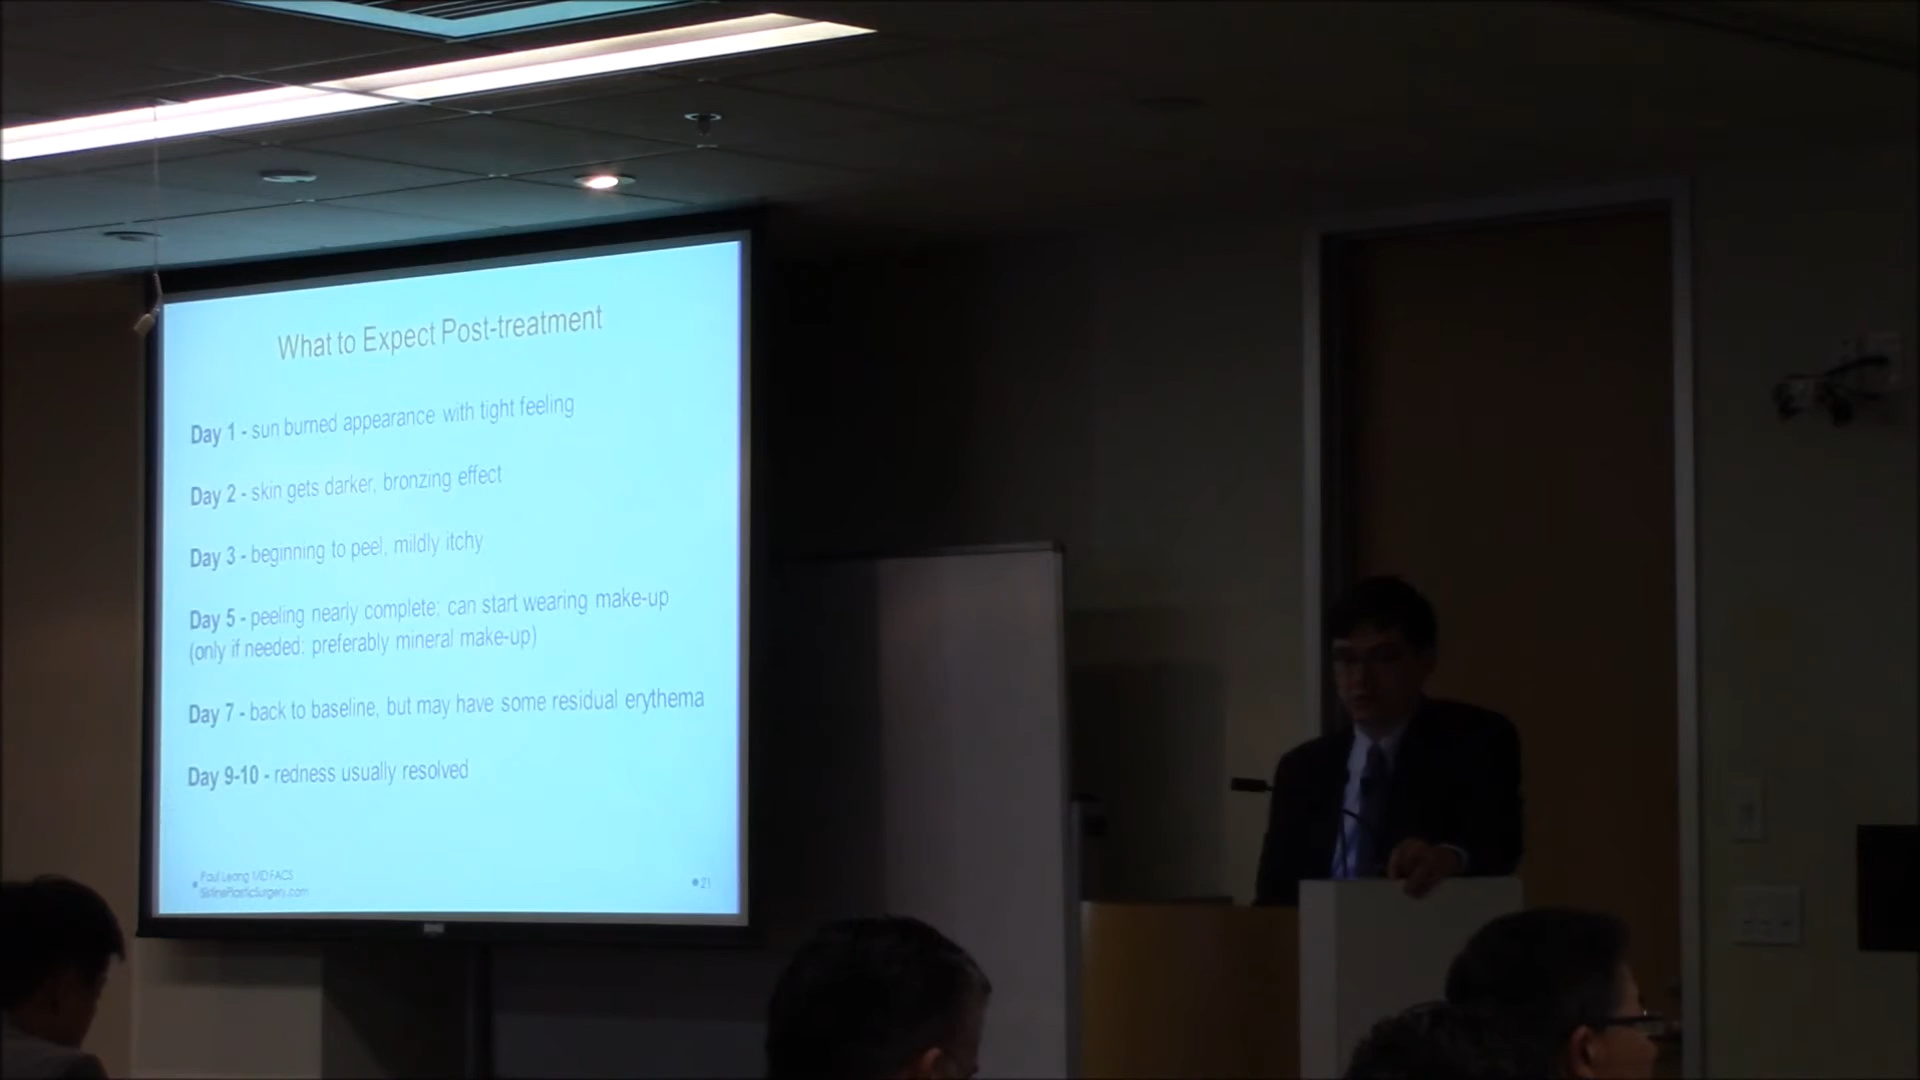 What to Expect Post-treatment
Day 1 - sun burned appearance with tight feeling
Day 2 - skin gets darker, bronzing effect
Day 3 - beginning to peel, mildly itchy
Day 5 - peeling nearly complete; can start wearing make-up
(only if needed; preferably mineral make-up)
Day 7 - back to baseline, but may have some residual erythema
Day 9-10 - redness usually resolved
Paul Leong MD FACS
21